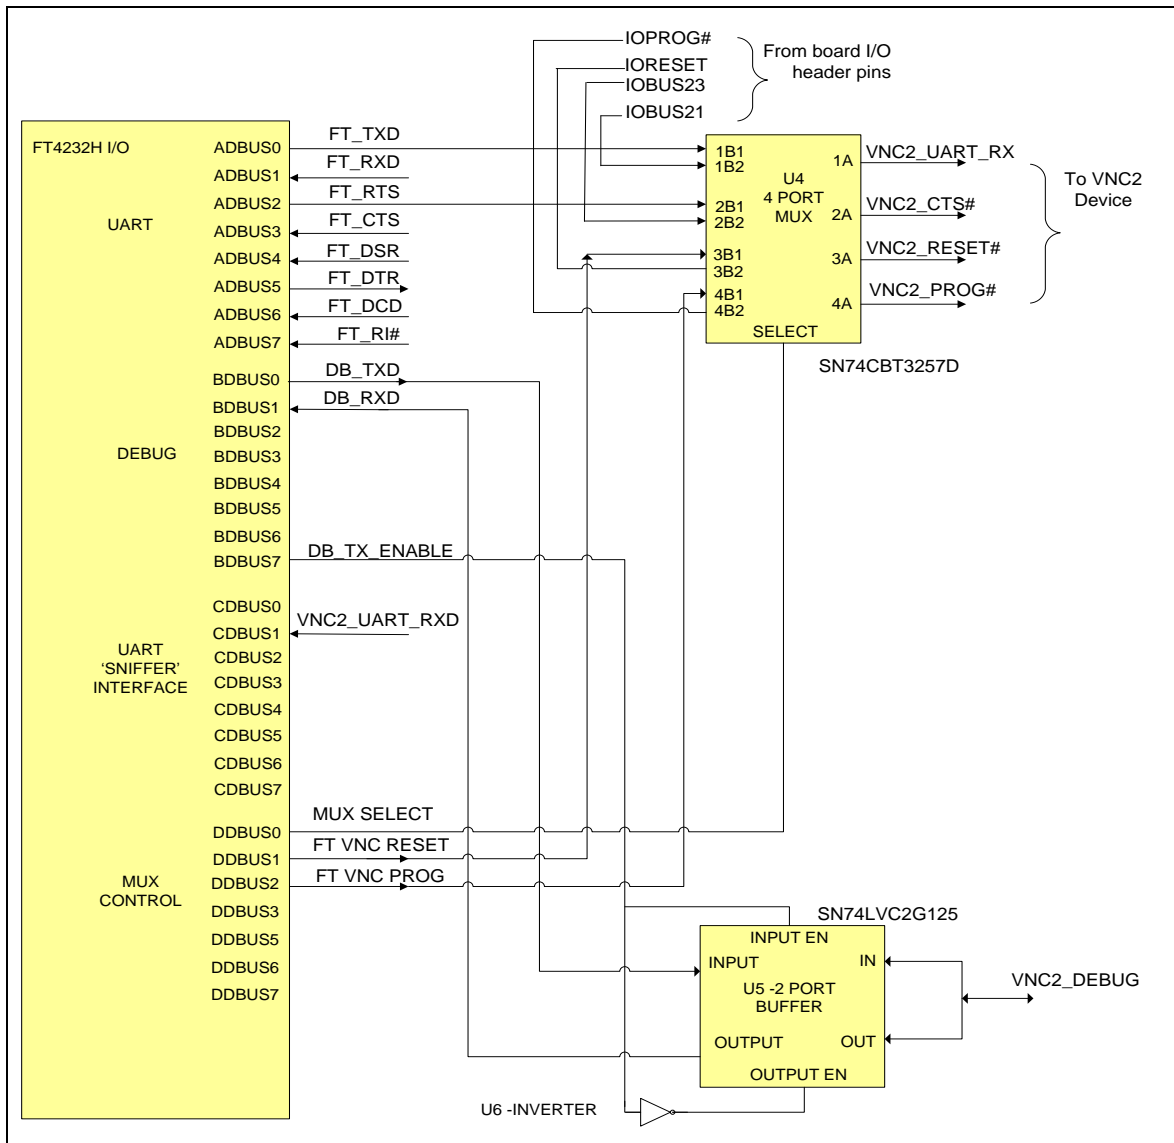 IOPROG#
IORESET
IOBUS23
IOBUS21
From board I/O
header pins
FT4232H I/O
UART
ADBUS0
ADBUS1
ADBUS2
ADBUS3
ADBUS4
ADBUS5
ADBUS6
ADBUS7
FT_TXD
FT_RXD
FT_RTS
FT_CTS
FT_DSR
FT_DTR
FT_DCD
FT_RI#
DEBUG
BDBUS0
BDBUS1
BDBUS2
BDBUS3
BDBUS4
BDBUS5
BDBUS6
BDBUS7
DB_TXD
DB_RXD
DB_TX_ENABLE
UART
‘SNIFFER’
INTERFACE
CDBUS0
CDBUS1
CDBUS2
CDBUS3
CDBUS4
CDBUS5
CDBUS6
CDBUS7
VNC2_UART_RXD
MUX
CONTROL
DDBUS0
DDBUS1
DDBUS2
DDBUS3
DDBUS5
DDBUS6
DDBUS7
MUX SELECT
FT VNC RESET
FT VNC PROG
1B1
1B2
2B1
2B2
3B1
3B2
4B1
4B2
U4
4 PORT
MUX
1A
2A
3A
4A
SELECT
SN74CBT3257D
VNC2_UART_RX
VNC2_CTS#
VNC2_RESET#
VNC2_PROG#
To VNC2
Device
SN74LVC2G125
INPUT EN
INPUT
IN
U5 -2 PORT
BUFFER
OUTPUT
OUT
OUTPUT EN
VNC2_DEBUG
U6 -INVERTER